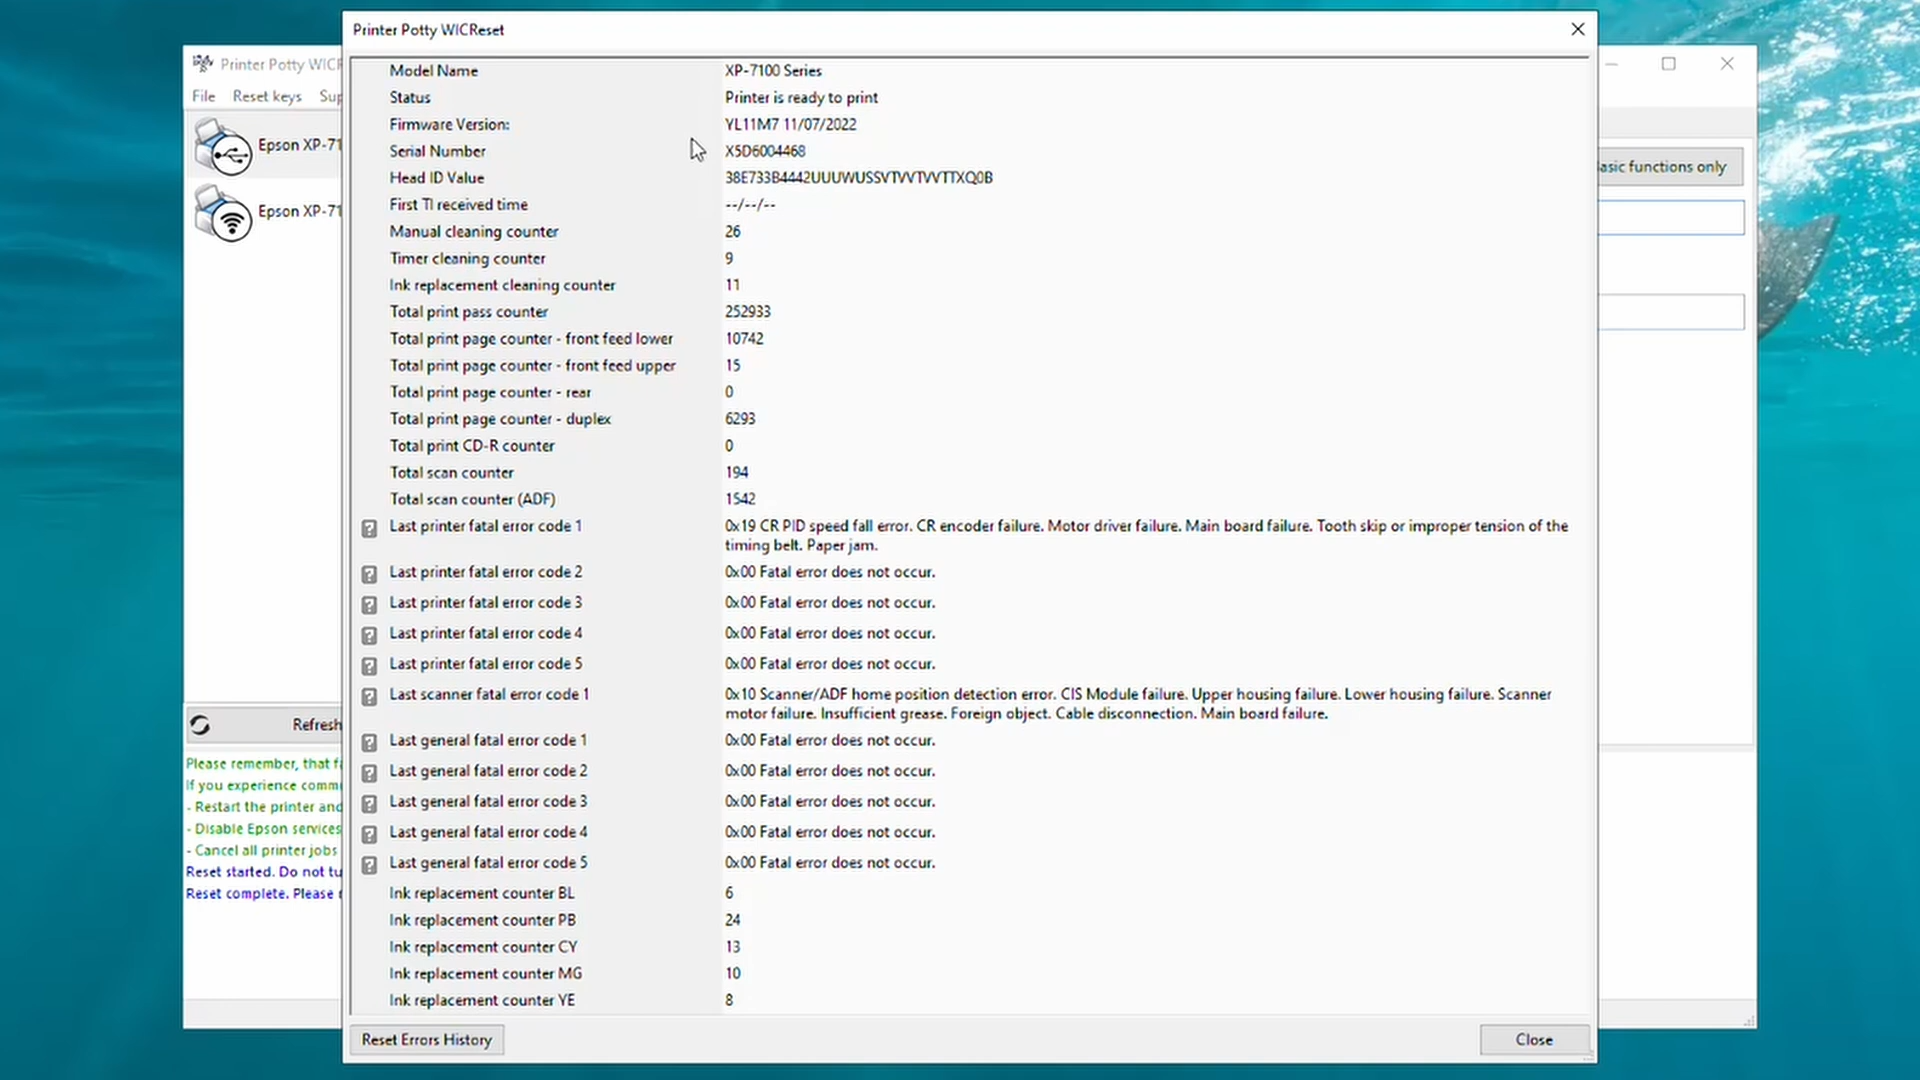 Printer Potty WICReset
Printer Potty WICR
File Reset keys Sup
Epson XP-71
Epson XP-71
Basic functions only
Model Name XP-7100 Series
Status Printer is ready to print
Firmware Version: YL11M7 11/07/2022
Serial Number X5D6004468
Head ID Value 38E733B4442UUUWUSSVTVVTVVTTXQ0B
First TI received time --/--/--
Manual cleaning counter 26
Timer cleaning counter 9
Ink replacement cleaning counter 11
Total print pass counter 252933
Total print page counter - front feed lower 10742
Total print page counter - front feed upper 15
Total print page counter - rear 0
Total print page counter - duplex 6293
Total print CD-R counter 0
Total scan counter 194
Total scan counter (ADF) 1542
Last printer fatal error code 1 0x19 CR PID speed fall error. CR encoder failure. Motor driver failure. Main board failure. Tooth skip or improper tension of the
timing belt. Paper jam.
Last printer fatal error code 2 0x00 Fatal error does not occur.
Last printer fatal error code 3 0x00 Fatal error does not occur.
Last printer fatal error code 4 0x00 Fatal error does not occur.
Last printer fatal error code 5 0x00 Fatal error does not occur.
Last scanner fatal error code 1 0x10 Scanner/ADF home position detection error. CIS Module failure. Upper housing failure. Lower housing failure. Scanner
motor failure. Insufficient grease. Foreign object. Cable disconnection. Main board failure.
Last general fatal error code 1 0x00 Fatal error does not occur.
Last general fatal error code 2 0x00 Fatal error does not occur.
Last general fatal error code 3 0x00 Fatal error does not occur.
Last general fatal error code 4 0x00 Fatal error does not occur.
Last general fatal error code 5 0x00 Fatal error does not occur.
Ink replacement counter BL 6
Ink replacement counter PB 24
Ink replacement counter CY 13
Ink replacement counter MG 10
Ink replacement counter YE 8
Refresh
Please remember, that f
If you experience comm
- Restart the printer and
- Disable Epson services
- Cancel all printer jobs
Reset started. Do not tu
Reset complete. Please
Reset Errors History
Close